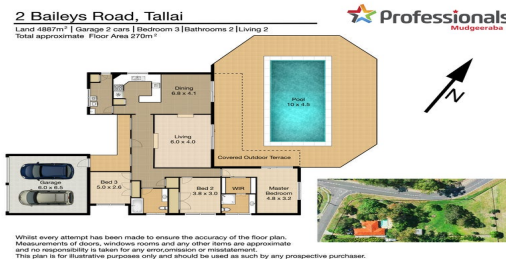 2 Baileys Road, Tallai
Professionals
Mudgeeraba
Land 4887m² | Garage 2 cars | Bedroom 3 | Bathrooms 2 | Living 2
Total approximate Floor Area 270m²
N
Dining
6.8 x 4.1
Pool
10 x 4.5
Living
6.0 x 4.0
Covered Outdoor Terrace
Garage
6.0 x 6.5
Bed 3
5.0 x 2.6
Bed 2
3.8 x 3.0
WIR
Master
Bedroom
4.8 x 3.2
Whilst every attempt has been made to ensure the accuracy of the floor plan.
Measurements of doors, windows rooms and any other items are approximate
and no responsibility is taken for any error,omission or misstatement.
This plan is for illustrative purposes only and should be used as such by any prospective purchaser.